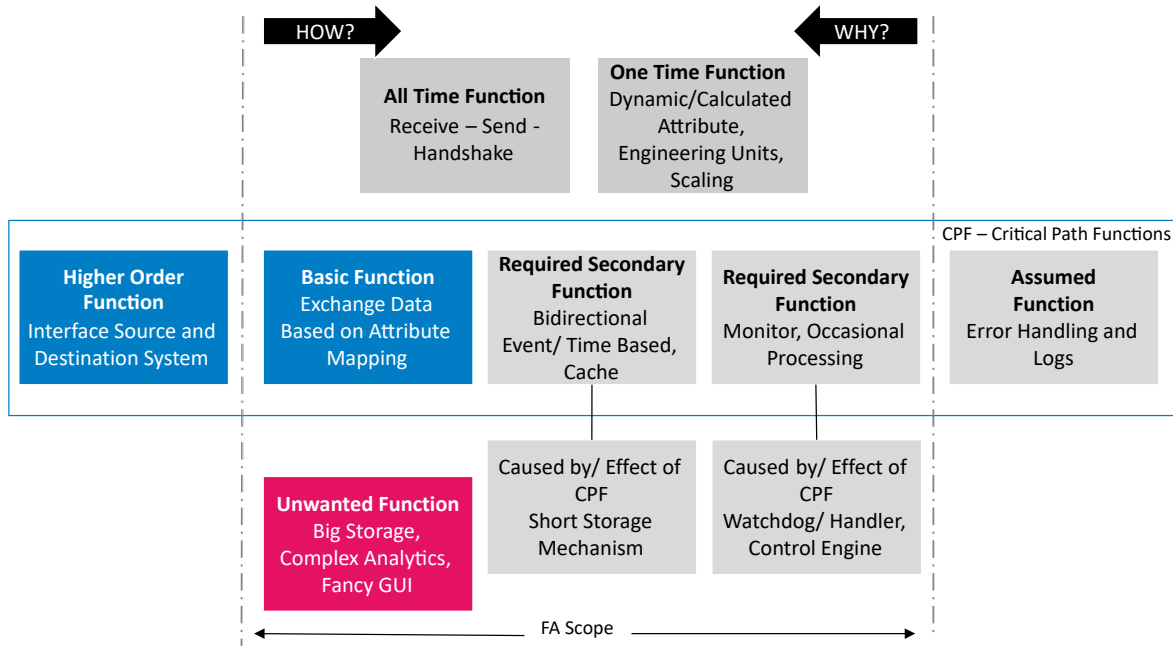 HOW?
WHY?
All Time Function
Receive – Send -
Handshake
One Time Function
Dynamic/Calculated
Attribute,
Engineering Units,
Scaling
CPF – Critical Path Functions
Higher Order
Function
Interface Source and
Destination System
Basic Function
Exchange Data
Based on Attribute
Mapping
Required Secondary
Function
Bidirectional
Event/ Time Based,
Cache
Required Secondary
Function
Monitor, Occasional
Processing
Assumed
Function
Error Handling and
Logs
Unwanted Function
Big Storage,
Complex Analytics,
Fancy GUI
Caused by/ Effect of
CPF
Short Storage
Mechanism
Caused by/ Effect of
CPF
Watchdog/ Handler,
Control Engine
FA Scope